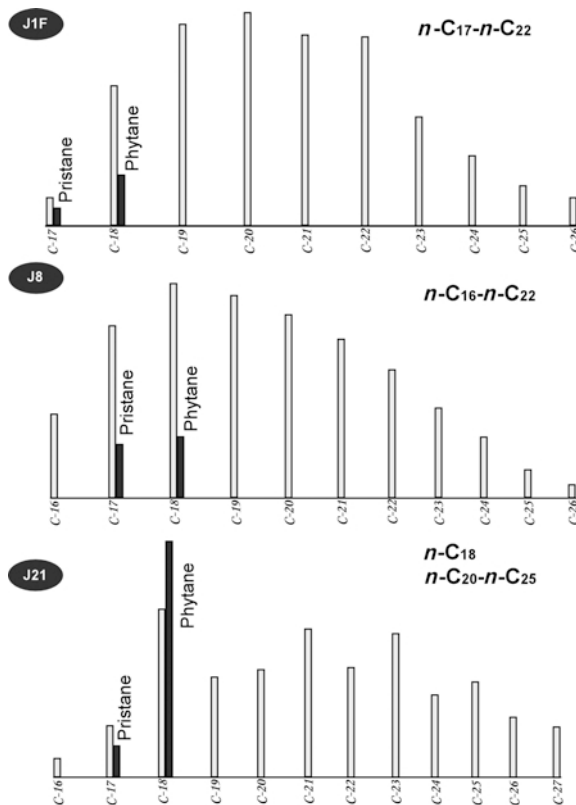 J1F
n-C17-n-C22
Pristane
Phytane
C-17
C-18
C-19
C-20
C-21
C-22
C-23
C-24
C-25
C-26
J8
n-C16-n-C22
Pristane
Phytane
C-16
C-17
C-18
C-19
C-20
C-21
C-22
C-23
C-24
C-25
C-26
J21
n-C18
n-C20-n-C25
Pristane
Phytane
C-16
C-17
C-18
C-19
C-20
C-21
C-22
C-23
C-24
C-25
C-26
C-27